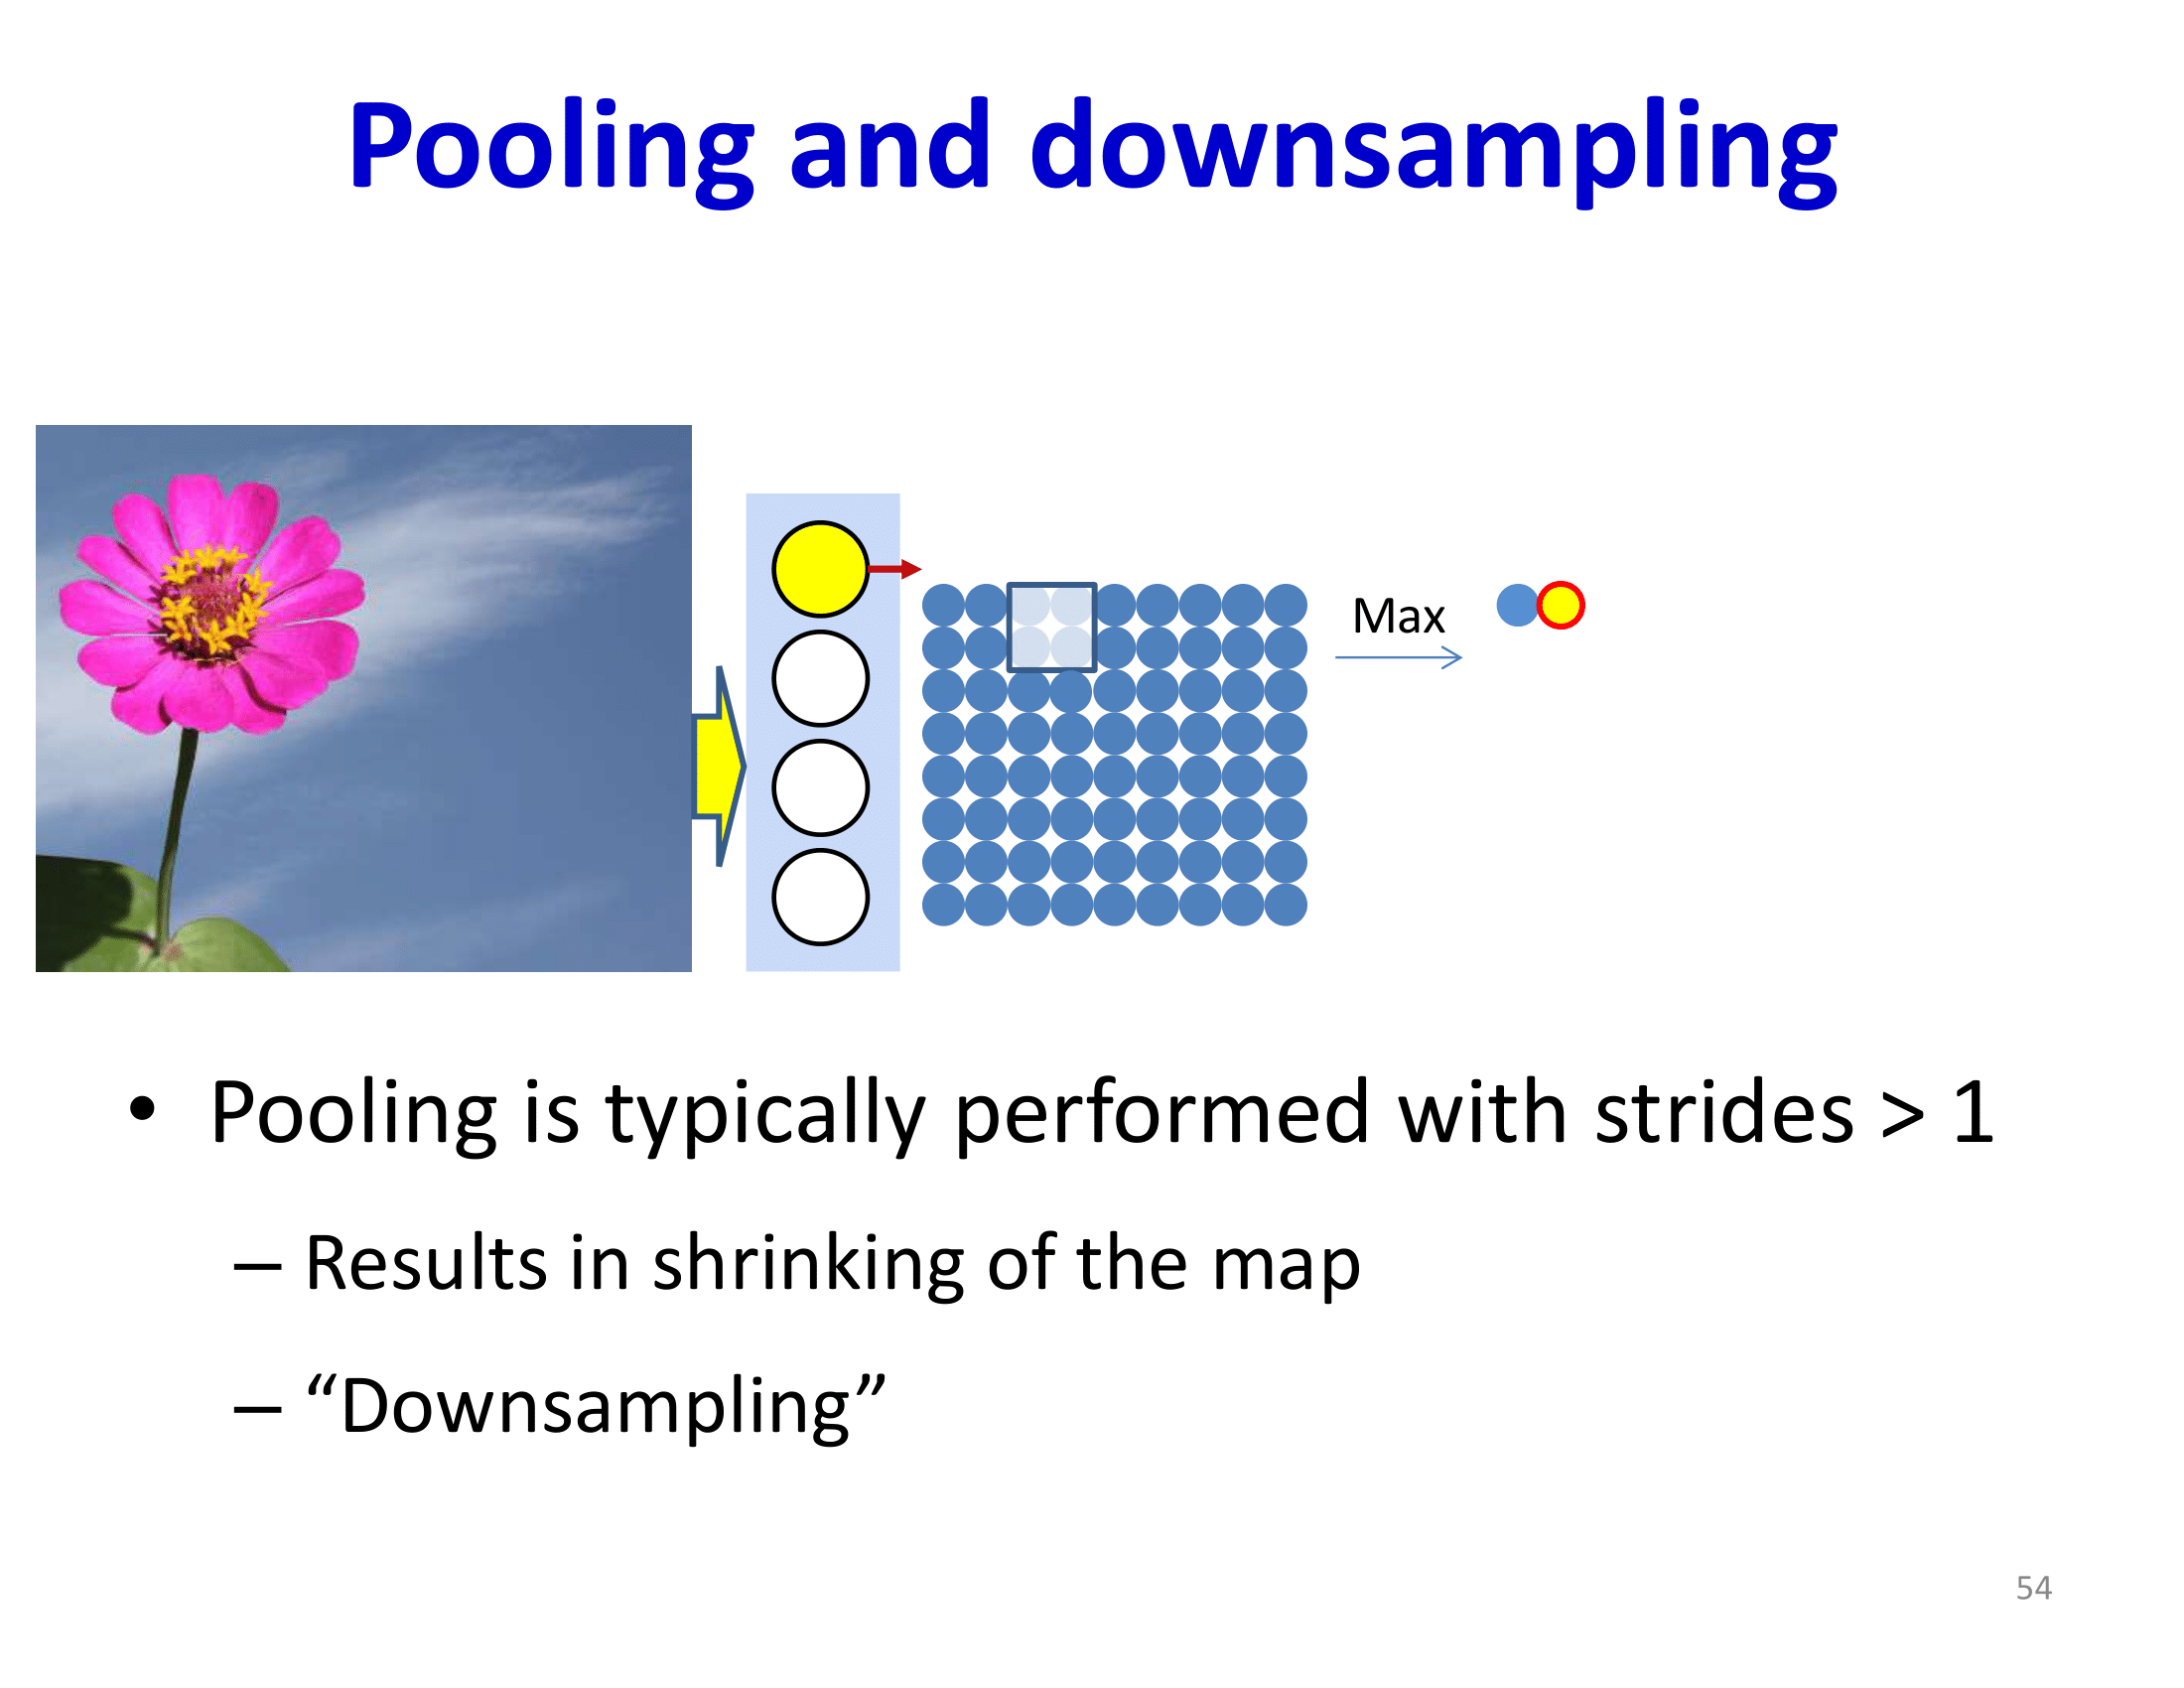 Pooling and downsampling
Max
• Pooling is typically performed with strides > 1
– Results in shrinking of the map
– “Downsampling”
54